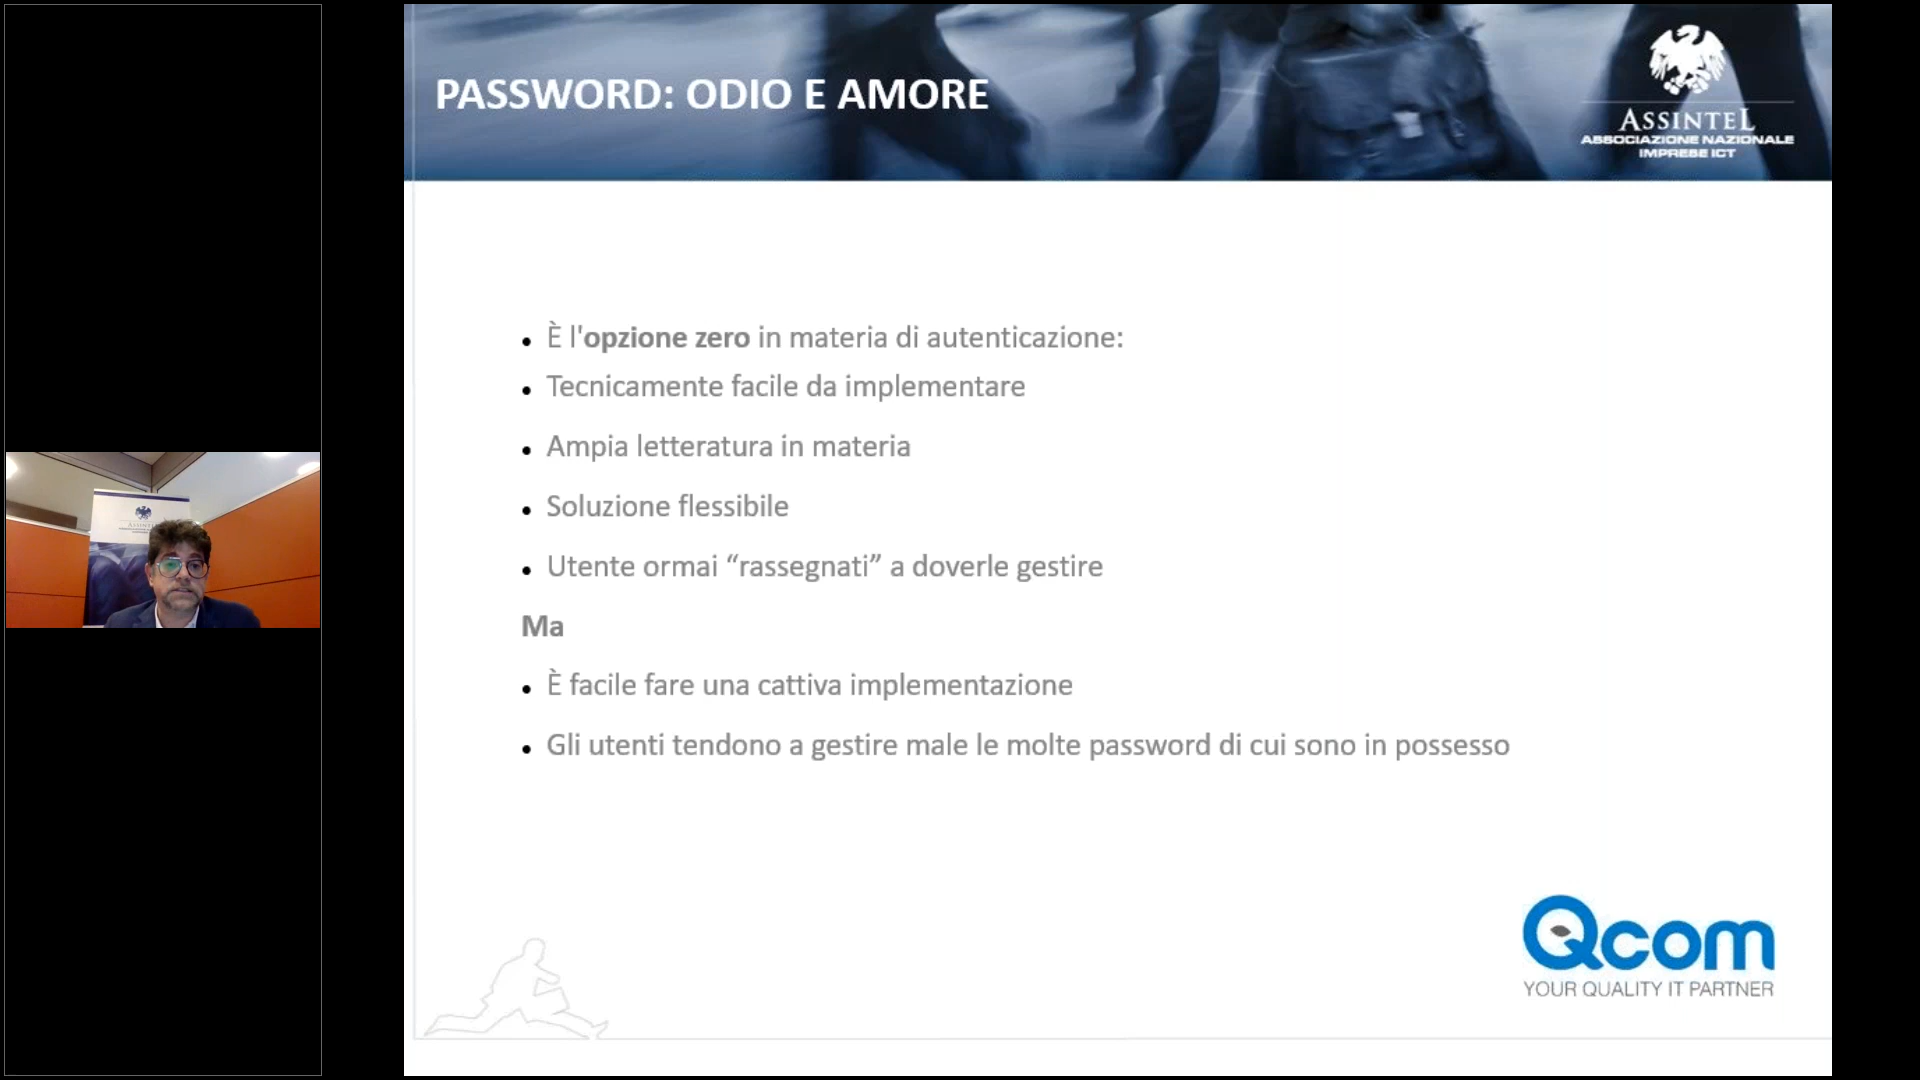 PASSWORD: ODIO E AMORE
ASSINTEL
ASSOCIAZIONE NAZIONALE
IMPRESE ICT
È l'opzione zero in materia di autenticazione:
Tecnicamente facile da implementare
Ampia letteratura in materia
Soluzione flessibile
Utente ormai “rassegnati” a doverle gestire
Ma
È facile fare una cattiva implementazione
Gli utenti tendono a gestire male le molte password di cui sono in possesso
Qcom
YOUR QUALITY IT PARTNER